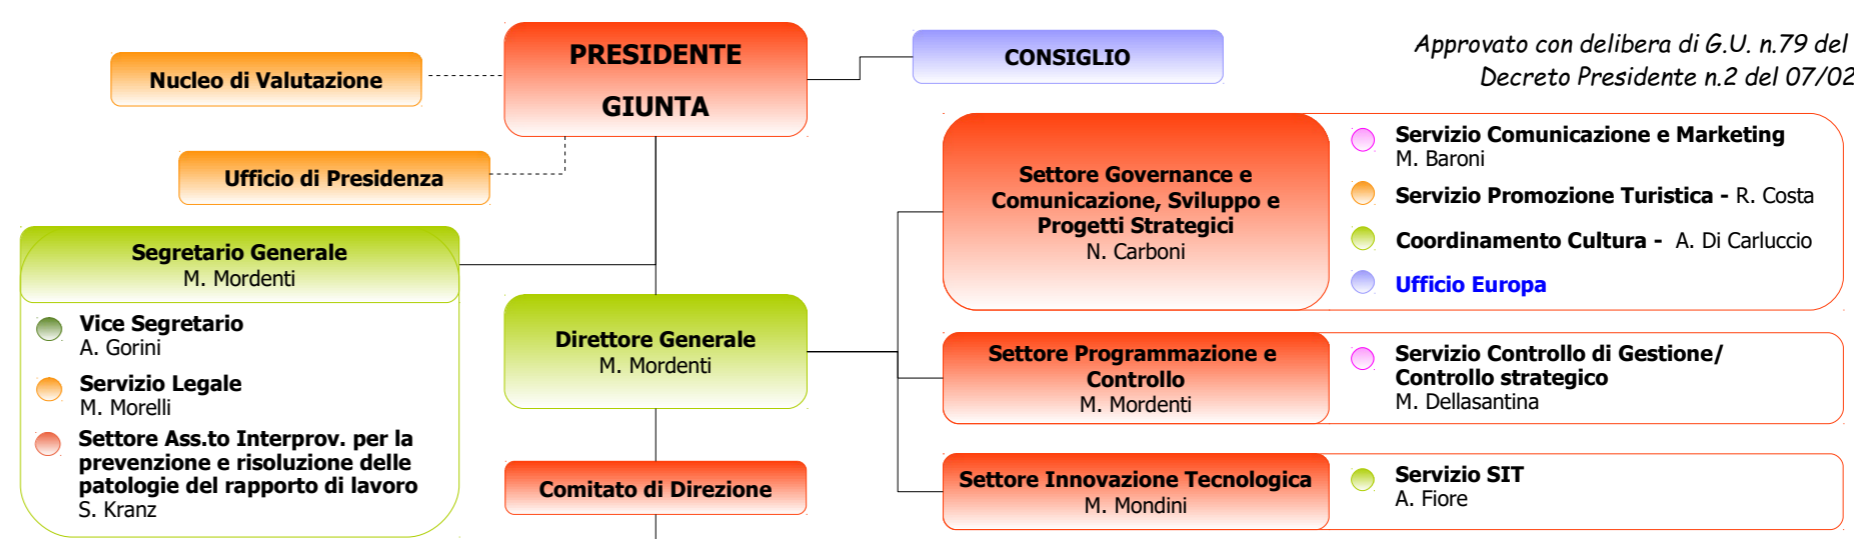 PRESIDENTE
GIUNTA
Nucleo di Valutazione
CONSIGLIO
Approvato con delibera di G.U. n.79 del
Decreto Presidente n.2 del 07/02
Ufficio di Presidenza
Segretario Generale
M. Mordenti
Vice Segretario
A. Gorini
Servizio Legale
M. Morelli
Settore Ass.to Interprov. per la
prevenzione e risoluzione delle
patologie del rapporto di lavoro
S. Kranz
Direttore Generale
M. Mordenti
Comitato di Direzione
Settore Governance e
Comunicazione, Sviluppo e
Progetti Strategici
N. Carboni
Servizio Comunicazione e Marketing
M. Baroni
Servizio Promozione Turistica - R. Costa
Coordinamento Cultura - A. Di Carluccio
Ufficio Europa
Settore Programmazione e
Controllo
M. Mordenti
Servizio Controllo di Gestione/
Controllo strategico
M. Dellasantina
Settore Innovazione Tecnologica
M. Mondini
Servizio SIT
A. Fiore